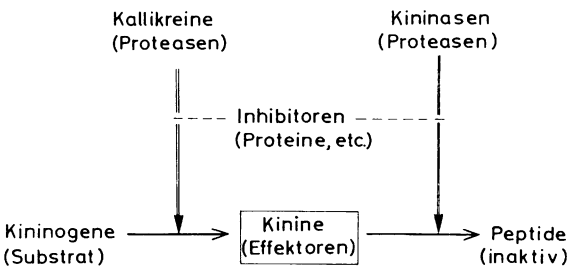 Kallikreine
(Proteasen)
Kininasen
(Proteasen)
Inhibitoren
(Proteine, etc.)
Kininogene
(Substrat)
Kinine
(Effektoren)
Peptide
(inaktiv)